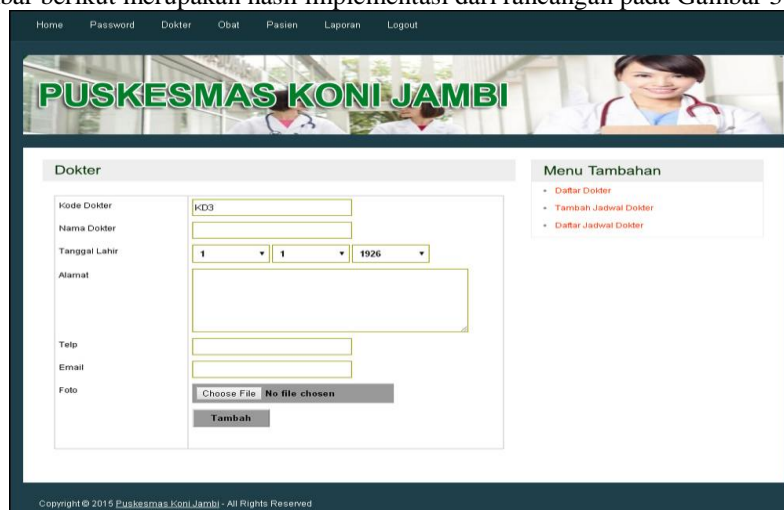 bar berikut merupakan hasil implementasi dari rancangan pada Gambar 5
Home Password Dokter Obat Pasien Laporan Logout
PUSKESMAS KONI JAMBI
Dokter
Kode Dokter KD3
Nama Dokter
Tanggal Lahir 1 1 1926
Alamat
Telp
Email
Foto Choose File No file chosen
Tambah
Menu Tambahan
Daftar Dokter
Tambah Jadwal Dokter
Daftar Jadwal Dokter
Copyright © 2015 Puskesmas Koni Jambi - All Rights Reserved